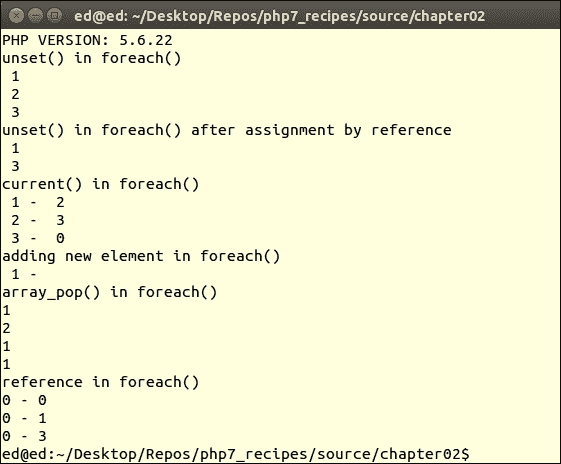 ed@ed: ~/Desktop/Repos/php7_recipes/source/chapter02
PHP VERSION: 5.6.22
unset() in foreach()
 1
 2
 3
unset() in foreach() after assignment by reference
 1
 3
current() in foreach()
 1 -  2
 2 -  3
 3 -  0
adding new element in foreach()
 1 -
array_pop() in foreach()
1
2
1
1
reference in foreach()
0 - 0
0 - 1
0 - 3
ed@ed:~/Desktop/Repos/php7_recipes/source/chapter02$